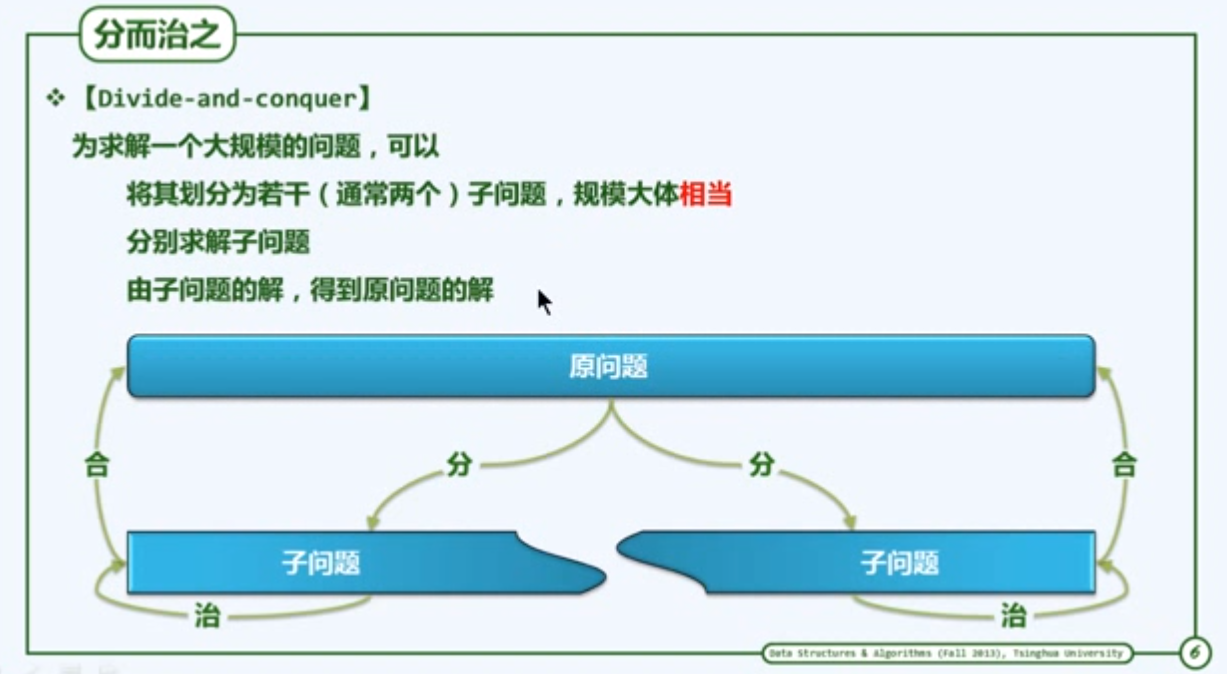 分而治之
【Divide-and-conquer】
为求解一个大规模的问题，可以
将其划分为若干（通常两个）子问题，规模大体相当
分别求解子问题
由子问题的解，得到原问题的解
原问题
合
分
分
合
子问题
子问题
治
治
Data Structures & Algorithms (Fall 2013), Tsinghua University
6